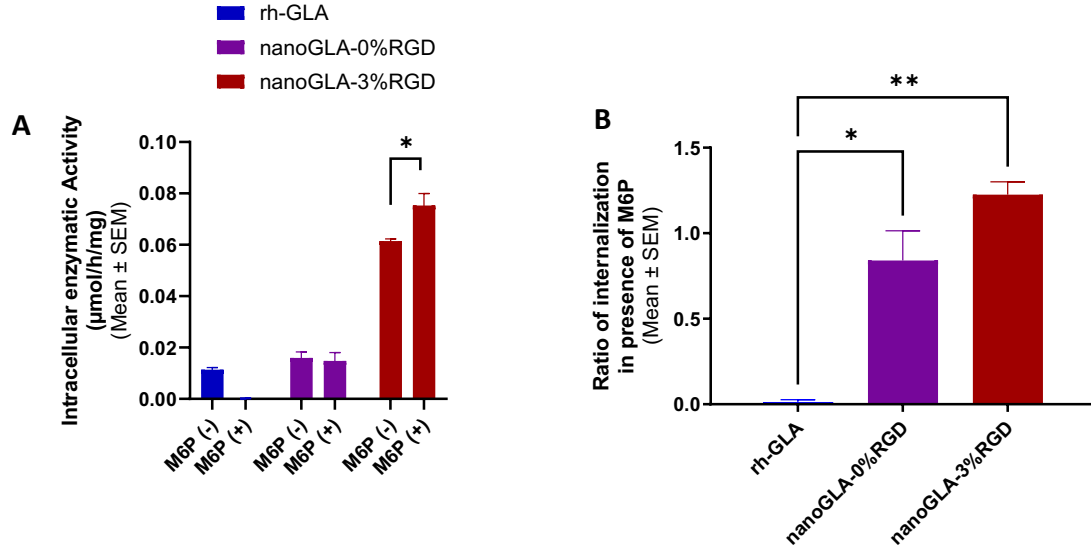 rh-GLA
nanoGLA-0%RGD
nanoGLA-3%RGD
A
Intracellular enzymatic Activity
(µmol/h/mg)
(Mean ± SEM)
0.10
0.08
0.06
0.04
0.02
0.00
*
M6P (-)
M6P (+)
M6P (-)
M6P (+)
M6P (-)
M6P (+)
B
Ratio of internalization
in presence of M6P
(Mean ± SEM)
1.5
1.0
0.5
0.0
**
*
rh-GLA
nanoGLA-0%RGD
nanoGLA-3%RGD